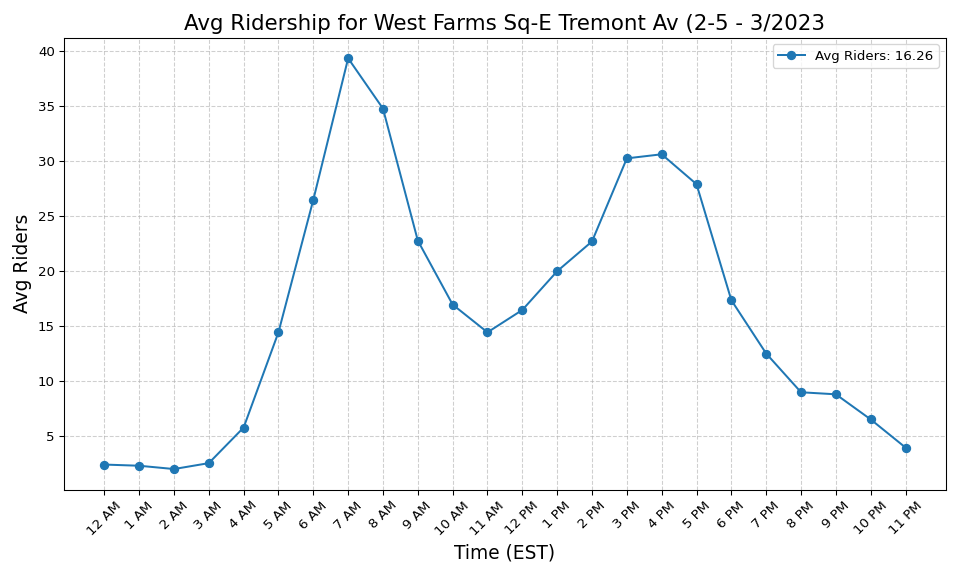 Avg Ridership for West Farms Sq-E Tremont Av (2-5 - 3/2023
Avg Riders: 16.26
Avg Riders
40
35
30
25
20
15
10
5
12 AM
1 AM
2 AM
3 AM
4 AM
5 AM
6 AM
7 AM
8 AM
9 AM
10 AM
11 AM
12 PM
1 PM
2 PM
3 PM
4 PM
5 PM
6 PM
7 PM
8 PM
9 PM
10 PM
11 PM
Time (EST)